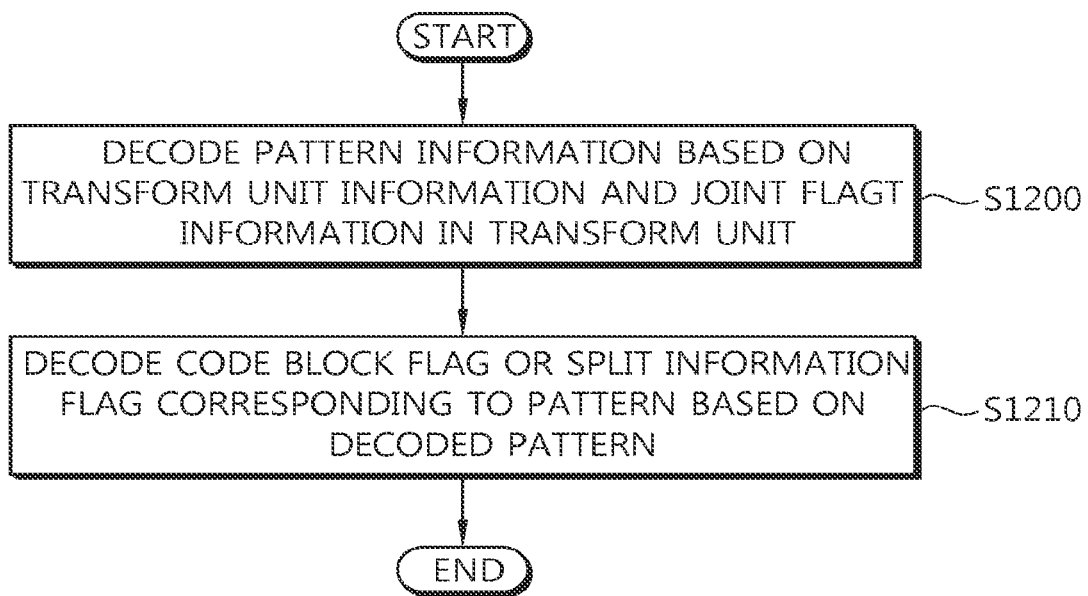 START
DECODE PATTERN INFORMATION BASED ON
TRANSFORM UNIT INFORMATION AND JOINT FLAGT
INFORMATION IN TRANSFORM UNIT
S1200
DECODE CODE BLOCK FLAG OR SPLIT INFORMATION
FLAG CORRESPONDING TO PATTERN BASED ON
DECODED PATTERN
S1210
END